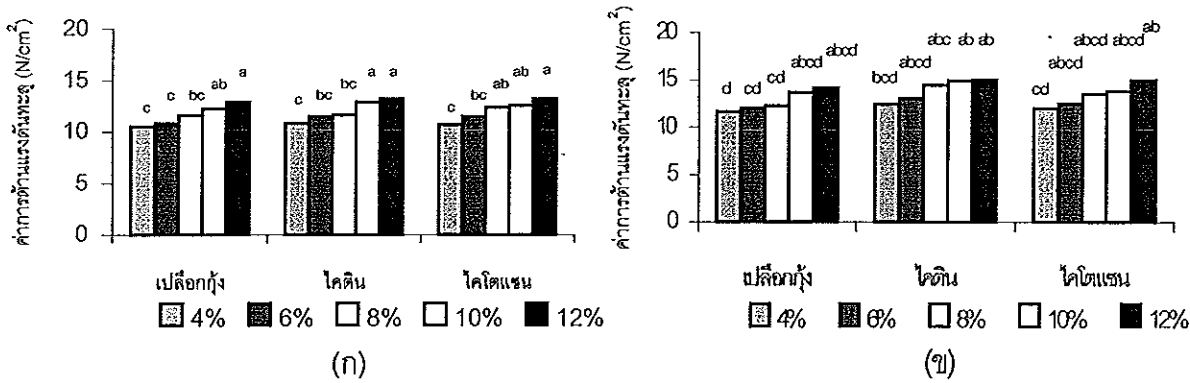 ค่าการต้านแรงดันทะลุ (N/cm²)
20
15
10
5
0
c c bc ab a
c bc bc a a
c bc ab ab a
เปลือกกุ้ง ไคติน ไคโตแซน
4% 6% 8% 10% 12%
(ก)
ค่าการต้านแรงดันทะลุ (N/cm²)
20
15
10
5
0
d cd cd abcd abcd
bcd abcd abc ab ab
cd abcd abcd abcd ab
เปลือกกุ้ง ไคติน ไคโตแซน
4% 6% 8% 10% 12%
(ข)